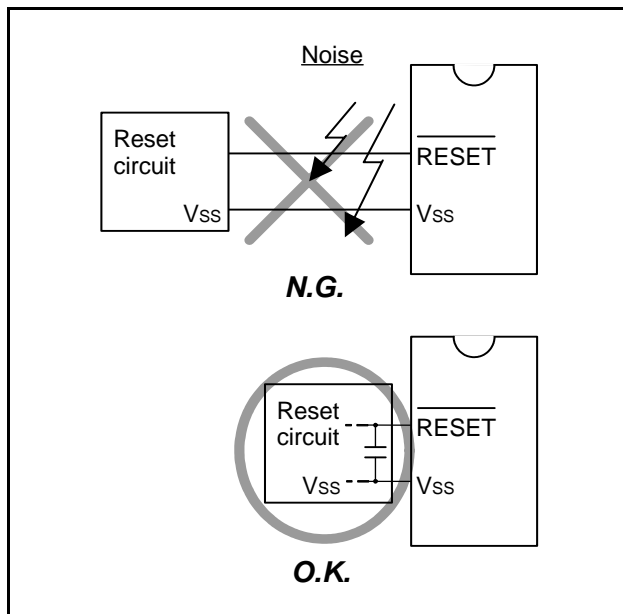 Noise
Reset
circuit
Vss
RESET
Vss
N.G.
Reset
circuit
Vss
RESET
Vss
O.K.